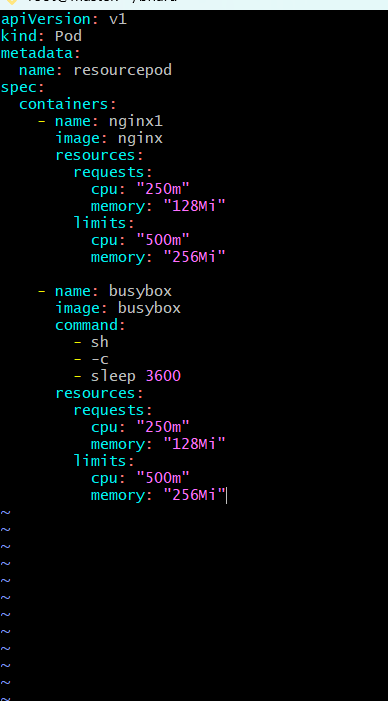 apiVersion: v1
kind: Pod
metadata:
  name: resourcepod
spec:
  containers:
    - name: nginx1
      image: nginx
      resources:
        requests:
          cpu: "250m"
          memory: "128Mi"
        limits:
          cpu: "500m"
          memory: "256Mi"

    - name: busybox
      image: busybox
      command:
        - sh
        - -c
        - sleep 3600
      resources:
        requests:
          cpu: "250m"
          memory: "128Mi"
        limits:
          cpu: "500m"
          memory: "256Mi"
~
~
~
~
~
~
~
~
~
~
~
~